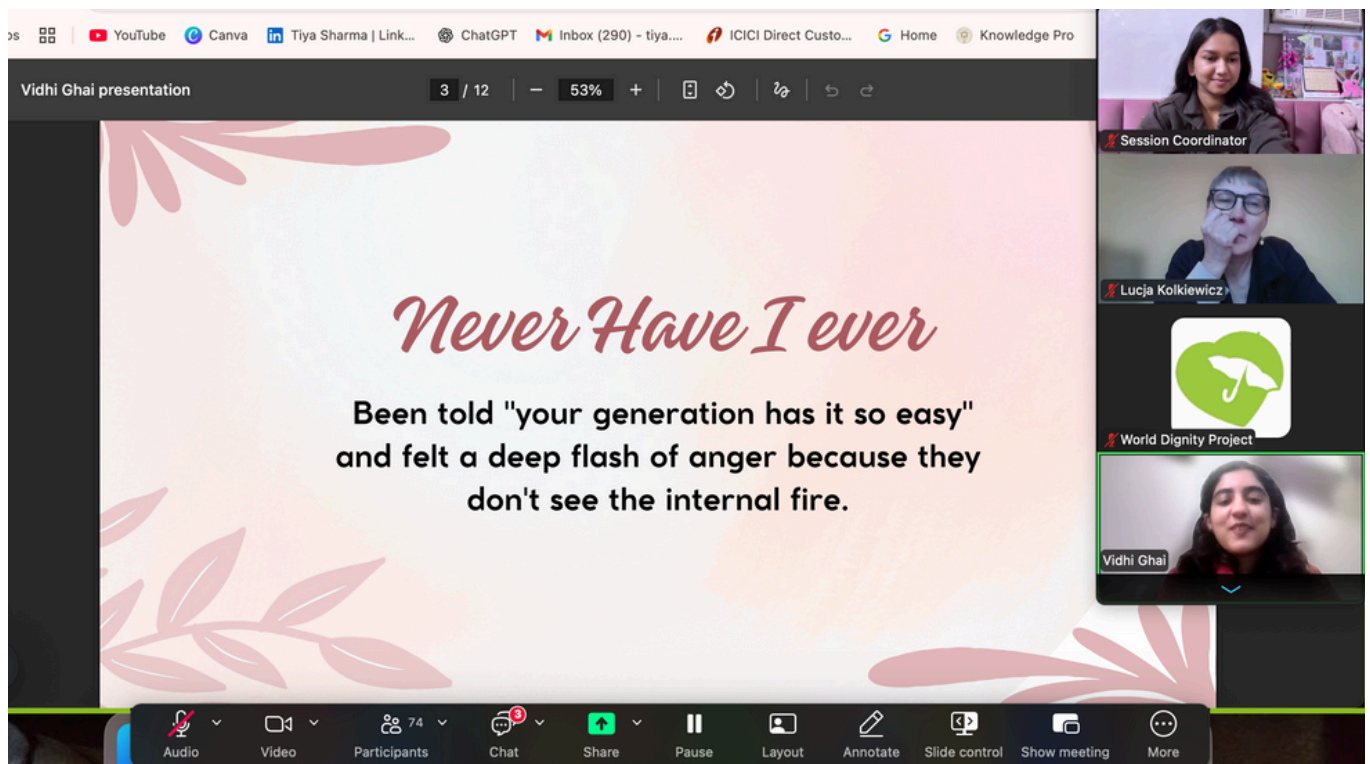 os
YouTube
Canva
Tiya Sharma | Link...
ChatGPT
Inbox (290) - tiya....
ICICI Direct Custo...
Home
Knowledge Pro
Vidhi Ghai presentation
3 / 12
53%
Session Coordinator
Lucja Kolkiewicz
World Dignity Project
Vidhi Ghai
Never Have I ever
Been told "your generation has it so easy"
and felt a deep flash of anger because they
don't see the internal fire.
Audio
Video
74
Participants
3
Chat
Share
Pause
Layout
Annotate
Slide control
Show meeting
More